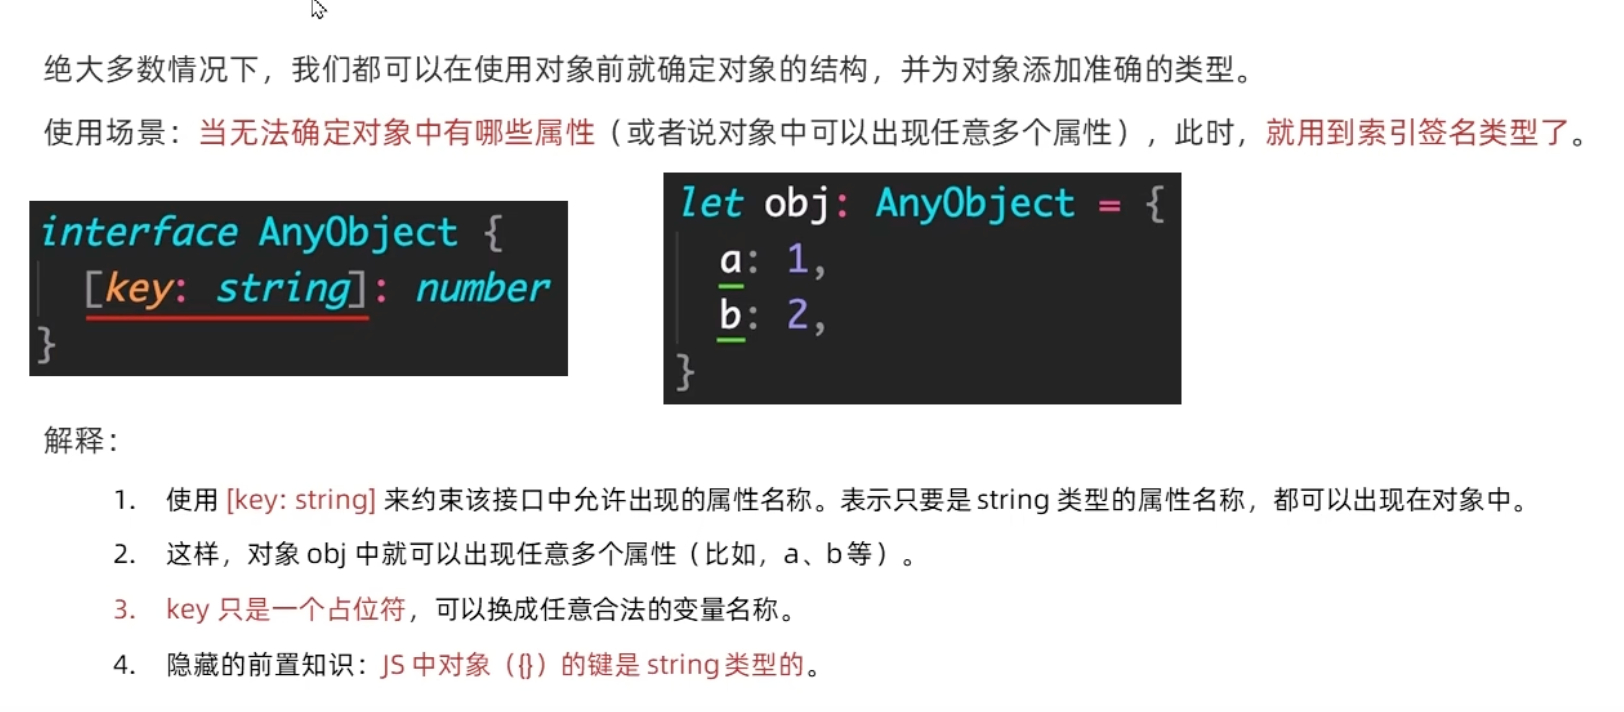 绝大多数情况下，我们都可以在使用对象前就确定对象的结构，并为对象添加准确的类型。
使用场景：当无法确定对象中有哪些属性（或者说对象中可以出现任意多个属性），此时，就用到索引签名类型了。
interface AnyObject {
[key: string]: number
}
let obj: AnyObject = {
a: 1,
b: 2,
}
解释：
1. 使用 [key: string] 来约束该接口中允许出现的属性名称。表示只要是 string 类型的属性名称，都可以出现在对象中。
2. 这样，对象 obj 中就可以出现任意多个属性（比如，a、b 等）。
3. key 只是一个占位符，可以换成任意合法的变量名称。
4. 隐藏的前置知识：JS 中对象（{}）的键是 string 类型的。